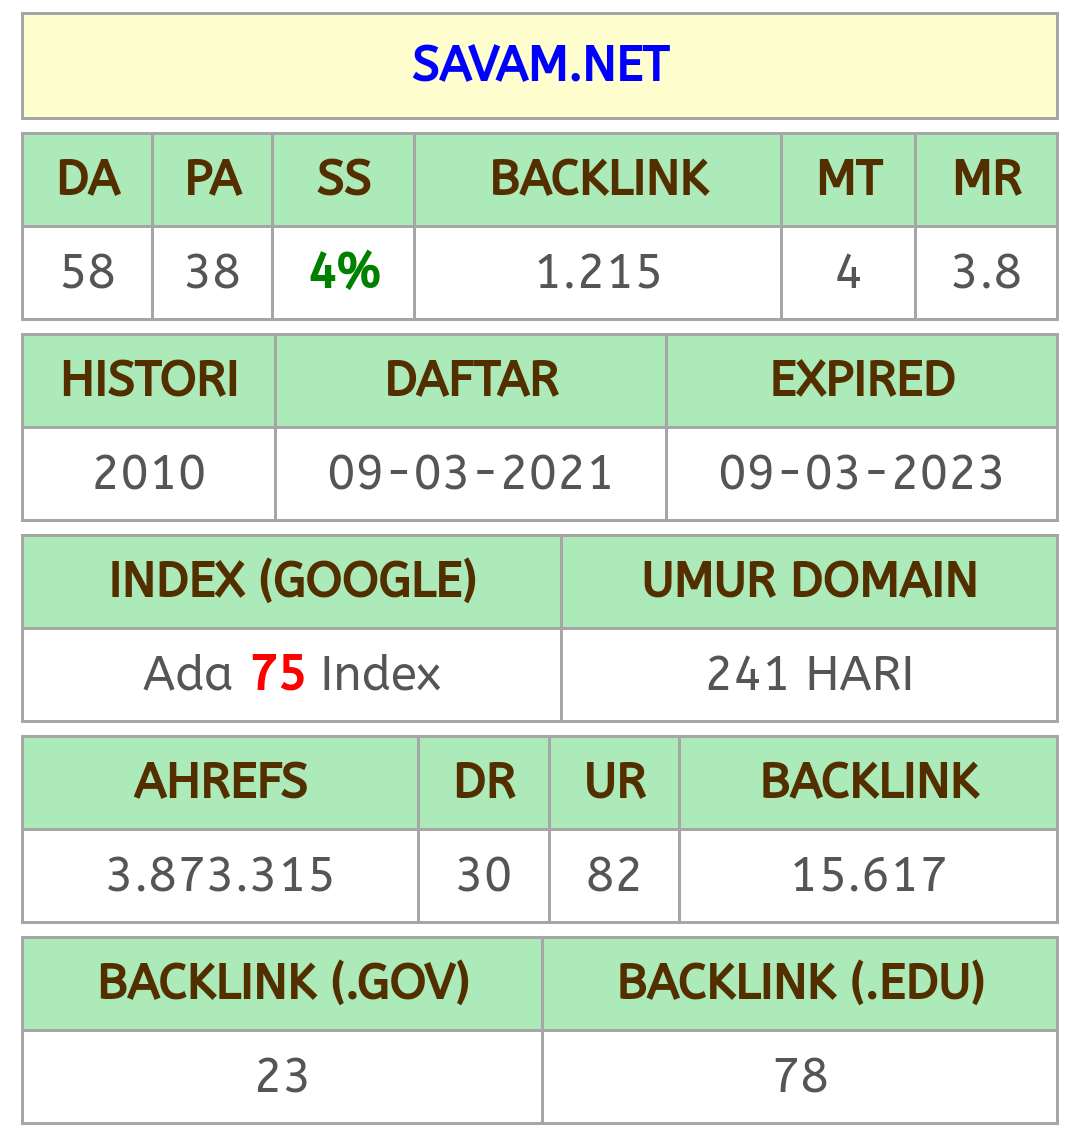 SAVAM.NET
DA PA SS BACKLINK MT MR
58 38 4% 1.215 4 3.8
HISTORI DAFTAR EXPIRED
2010 09-03-2021 09-03-2023
INDEX (GOOGLE) UMUR DOMAIN
Ada 75 Index 241 HARI
AHREFS DR UR BACKLINK
3.873.315 30 82 15.617
BACKLINK (.GOV) BACKLINK (.EDU)
23 78